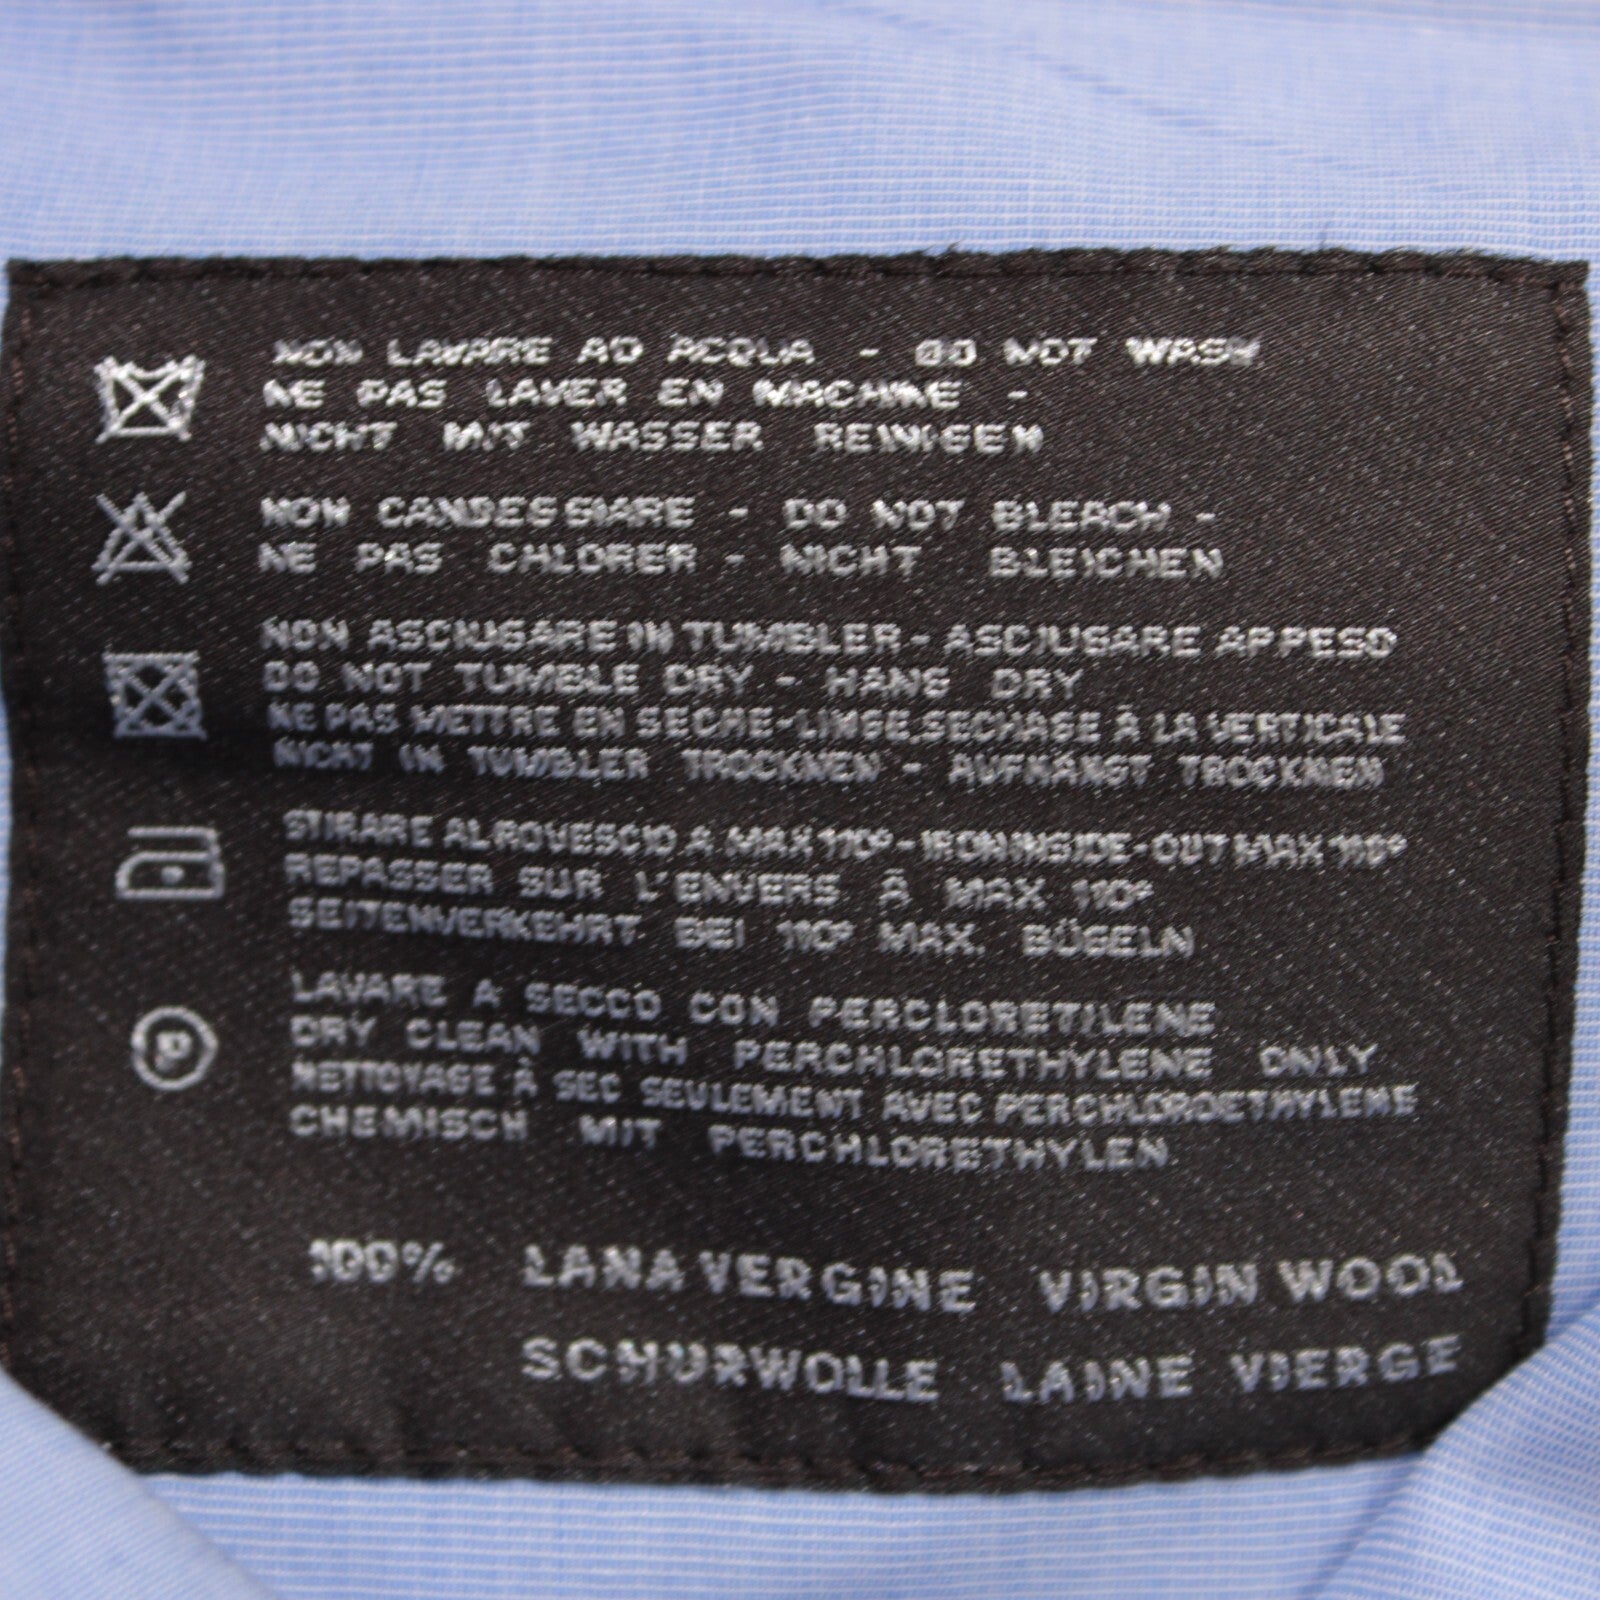 NON LAVARE AD ACQUA - DO NOT WASH
NE PAS LAVER EN MACHINE -
NICHT MIT WASSER REINIGEN
NON CANDEGGIARE - DO NOT BLEACH -
NE PAS CHLORER - NICHT BLEICHEN
NON ASCIUGARE IN TUMBLER - ASCIUGARE APPESO
DO NOT TUMBLE DRY - HANG DRY
NE PAS METTRE EN SECHE-LINGE.SECHAGE À LA VERTICALE
NICHT IN TUMBLER TROCKNEN - AUFHÄNGT TROCKNEN
STIRARE AL ROVESCIO A MAX 110° - IRON INSIDE-OUT MAX 110°
REPASSER SUR L'ENVERS À MAX 110°
SEITENVERKEHRT BEI 110° MAX. BÜGELN
P
LAVARE A SECCO CON PERCLORETILENE
DRY CLEAN WITH PERCHLORETHYLENE ONLY
NETTOYAGE À SEC SEULEMENT AVEC PERCHLOROETHYLENE
CHEMISCH MIT PERCHLORETHYLEN
100% LANA VERGINE VIRGIN WOOL
SCHURWOLLE LAINE VIERGE